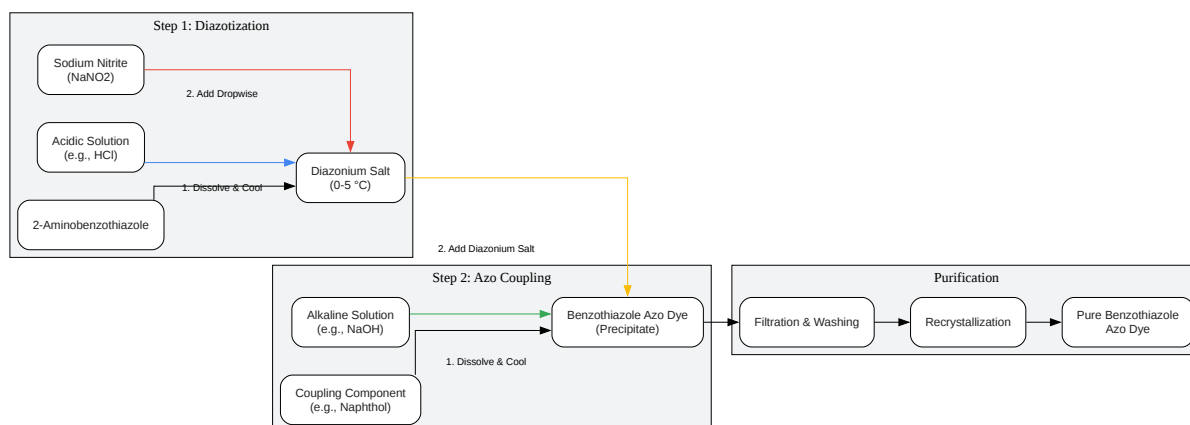 Step 1: Diazotization
Sodium Nitrite
(NaNO2)
2. Add Dropwise
Acidic Solution
(e.g., HCl)
Diazonium Salt
(0-5 °C)
1. Dissolve & Cool
2-Aminobenzothiazole
2. Add Diazonium Salt
Step 2: Azo Coupling
Alkaline Solution
(e.g., NaOH)
Benzothiazole Azo Dye
(Precipitate)
1. Dissolve & Cool
Coupling Component
(e.g., Naphthol)
Purification
Filtration & Washing
Recrystallization
Pure Benzothiazole
Azo Dye